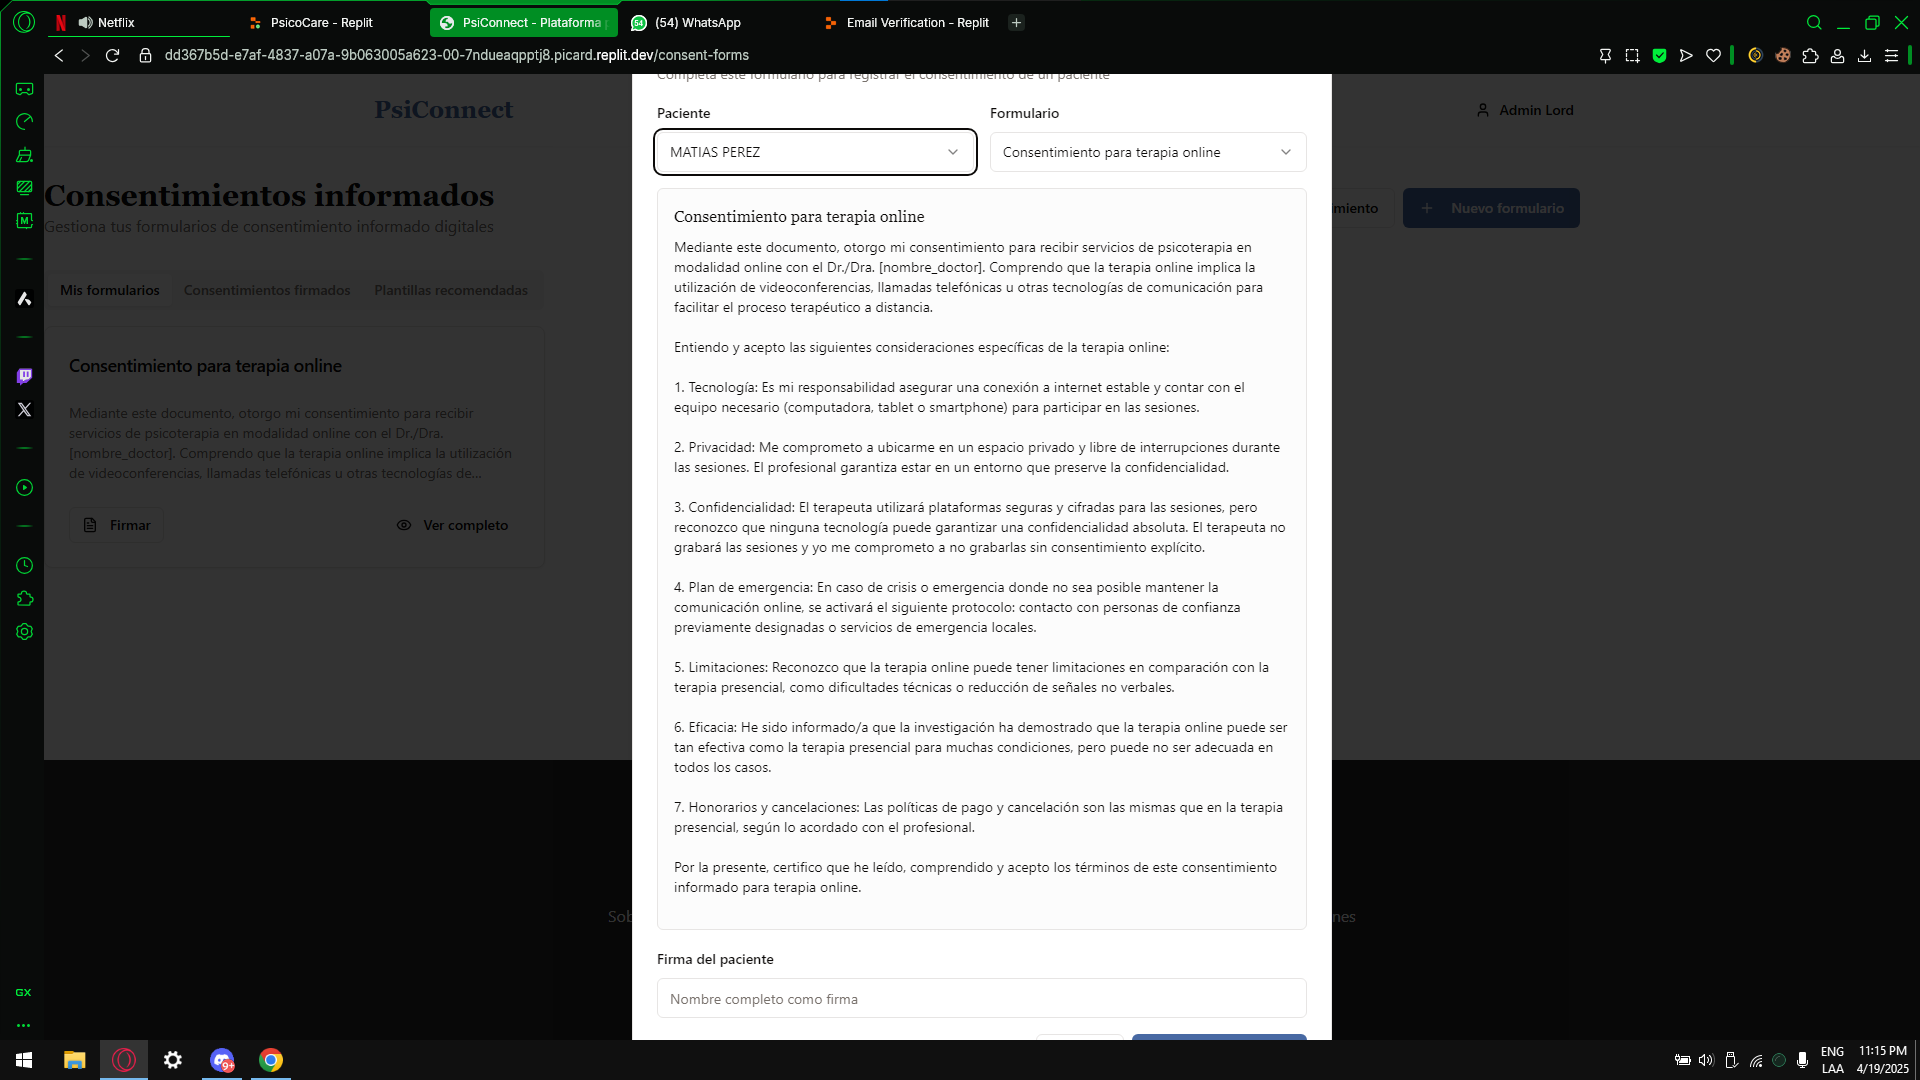 Netflix
PsicoCare - Replit
PsiConnect - Plataforma
(54) WhatsApp
Email Verification - Replit
dd367b5d-e7af-4837-a07a-9b063005a623-00-7ndueaqpptj8.picard.replit.dev/consent-forms
Completa este formulario para registrar el consentimiento de un paciente
PsiConnect
Admin Lord
Paciente
Formulario
MATIAS PEREZ
Consentimiento para terapia online
Consentimientos informados
Gestiona tus formularios de consentimiento informado digitales
miento
Nuevo formulario
Mis formularios
Consentimientos firmados
Plantillas recomendadas
Consentimiento para terapia online
Mediante este documento, otorgo mi consentimiento para recibir
servicios de psicoterapia en modalidad online con el Dr./Dra.
[nombre_doctor]. Comprendo que la terapia online implica la utilización
de videoconferencias, llamadas telefónicas u otras tecnologías de...
Firmar
Ver completo
Consentimiento para terapia online
Mediante este documento, otorgo mi consentimiento para recibir servicios de psicoterapia en
modalidad online con el Dr./Dra. [nombre_doctor]. Comprendo que la terapia online implica la
utilización de videoconferencias, llamadas telefónicas u otras tecnologías de comunicación para
facilitar el proceso terapéutico a distancia.
Entiendo y acepto las siguientes consideraciones específicas de la terapia online:
1. Tecnología: Es mi responsabilidad asegurar una conexión a internet estable y contar con el
equipo necesario (computadora, tablet o smartphone) para participar en las sesiones.
2. Privacidad: Me comprometo a ubicarme en un espacio privado y libre de interrupciones durante
las sesiones. El profesional garantiza estar en un entorno que preserve la confidencialidad.
3. Confidencialidad: El terapeuta utilizará plataformas seguras y cifradas para las sesiones, pero
reconozco que ninguna tecnología puede garantizar una confidencialidad absoluta. El terapeuta no
grabará las sesiones y yo me comprometo a no grabarlas sin consentimiento explícito.
4. Plan de emergencia: En caso de crisis o emergencia donde no sea posible mantener la
comunicación online, se activará el siguiente protocolo: contacto con personas de confianza
previamente designadas o servicios de emergencia locales.
5. Limitaciones: Reconozco que la terapia online puede tener limitaciones en comparación con la
terapia presencial, como dificultades técnicas o reducción de señales no verbales.
6. Eficacia: He sido informado/a que la investigación ha demostrado que la terapia online puede ser
tan efectiva como la terapia presencial para muchas condiciones, pero puede no ser adecuada en
todos los casos.
7. Honorarios y cancelaciones: Las políticas de pago y cancelación son las mismas que en la terapia
presencial, según lo acordado con el profesional.
Por la presente, certifico que he leído, comprendido y acepto los términos de este consentimiento
informado para terapia online.
Sob
nes
Firma del paciente
Nombre completo como firma
GX
9+
ENG
LAA
11:15 PM
4/19/2025